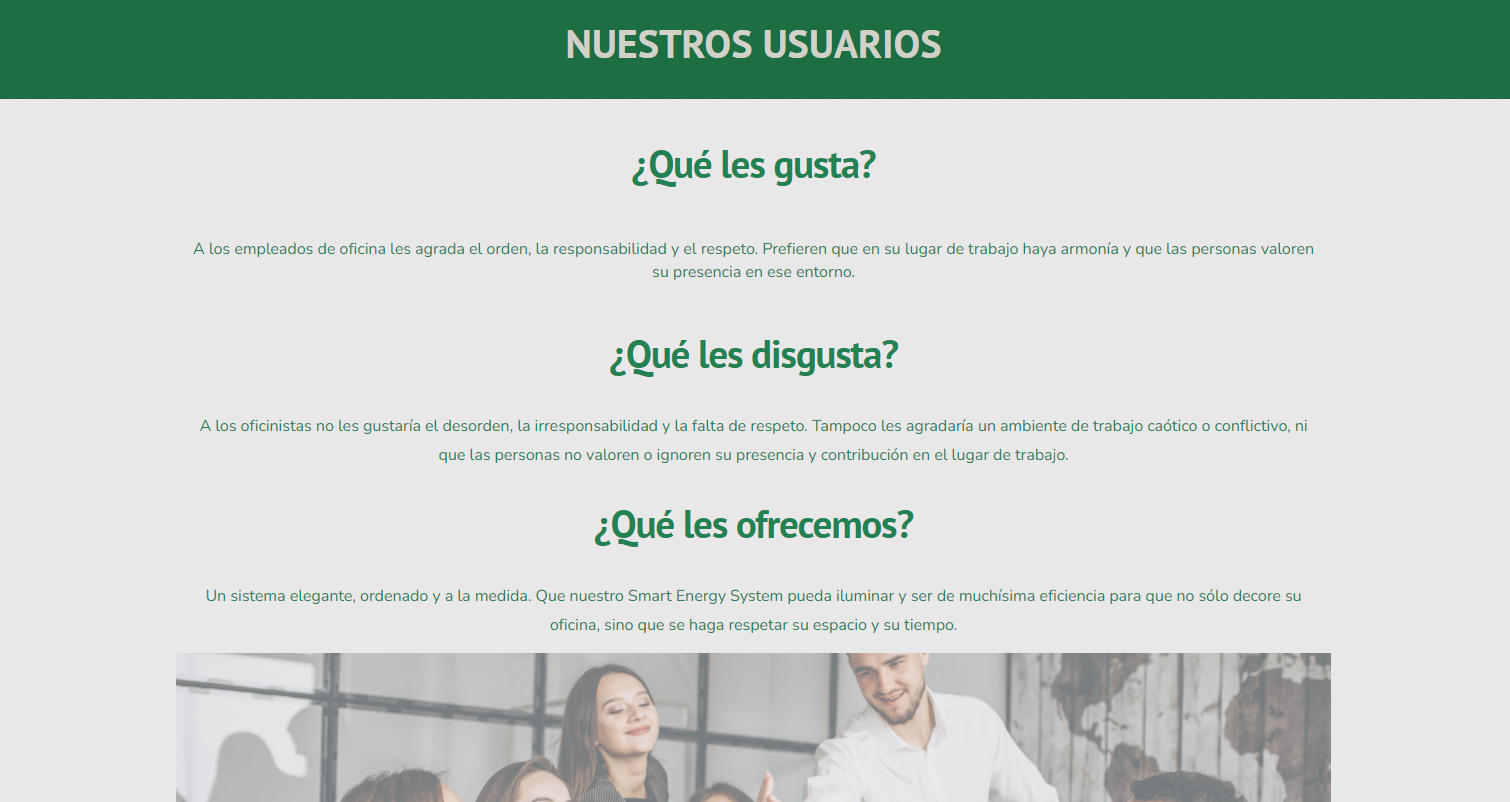 NUESTROS USUARIOS
¿Qué les gusta?
A los empleados de oficina les agrada el orden, la responsabilidad y el respeto. Prefieren que en su lugar de trabajo haya armonía y que las personas valoren
su presencia en ese entorno.
¿Qué les disgusta?
A los oficinistas no les gustaría el desorden, la irresponsabilidad y la falta de respeto. Tampoco les agradaría un ambiente de trabajo caótico o conflictivo, ni
que las personas no valoren o ignoren su presencia y contribución en el lugar de trabajo.
¿Qué les ofrecemos?
Un sistema elegante, ordenado y a la medida. Que nuestro Smart Energy System pueda iluminar y ser de muchísima eficiencia para que no sólo decore su
oficina, sino que se haga respetar su espacio y su tiempo.